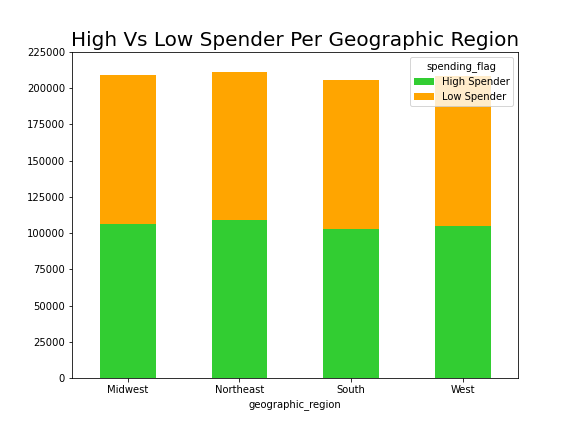 High Vs Low Spender Per Geographic Region
225000
200000
175000
150000
125000
100000
75000
50000
25000
0
spending_flag
High Spender
Low Spender
Midwest Northeast South West
geographic_region